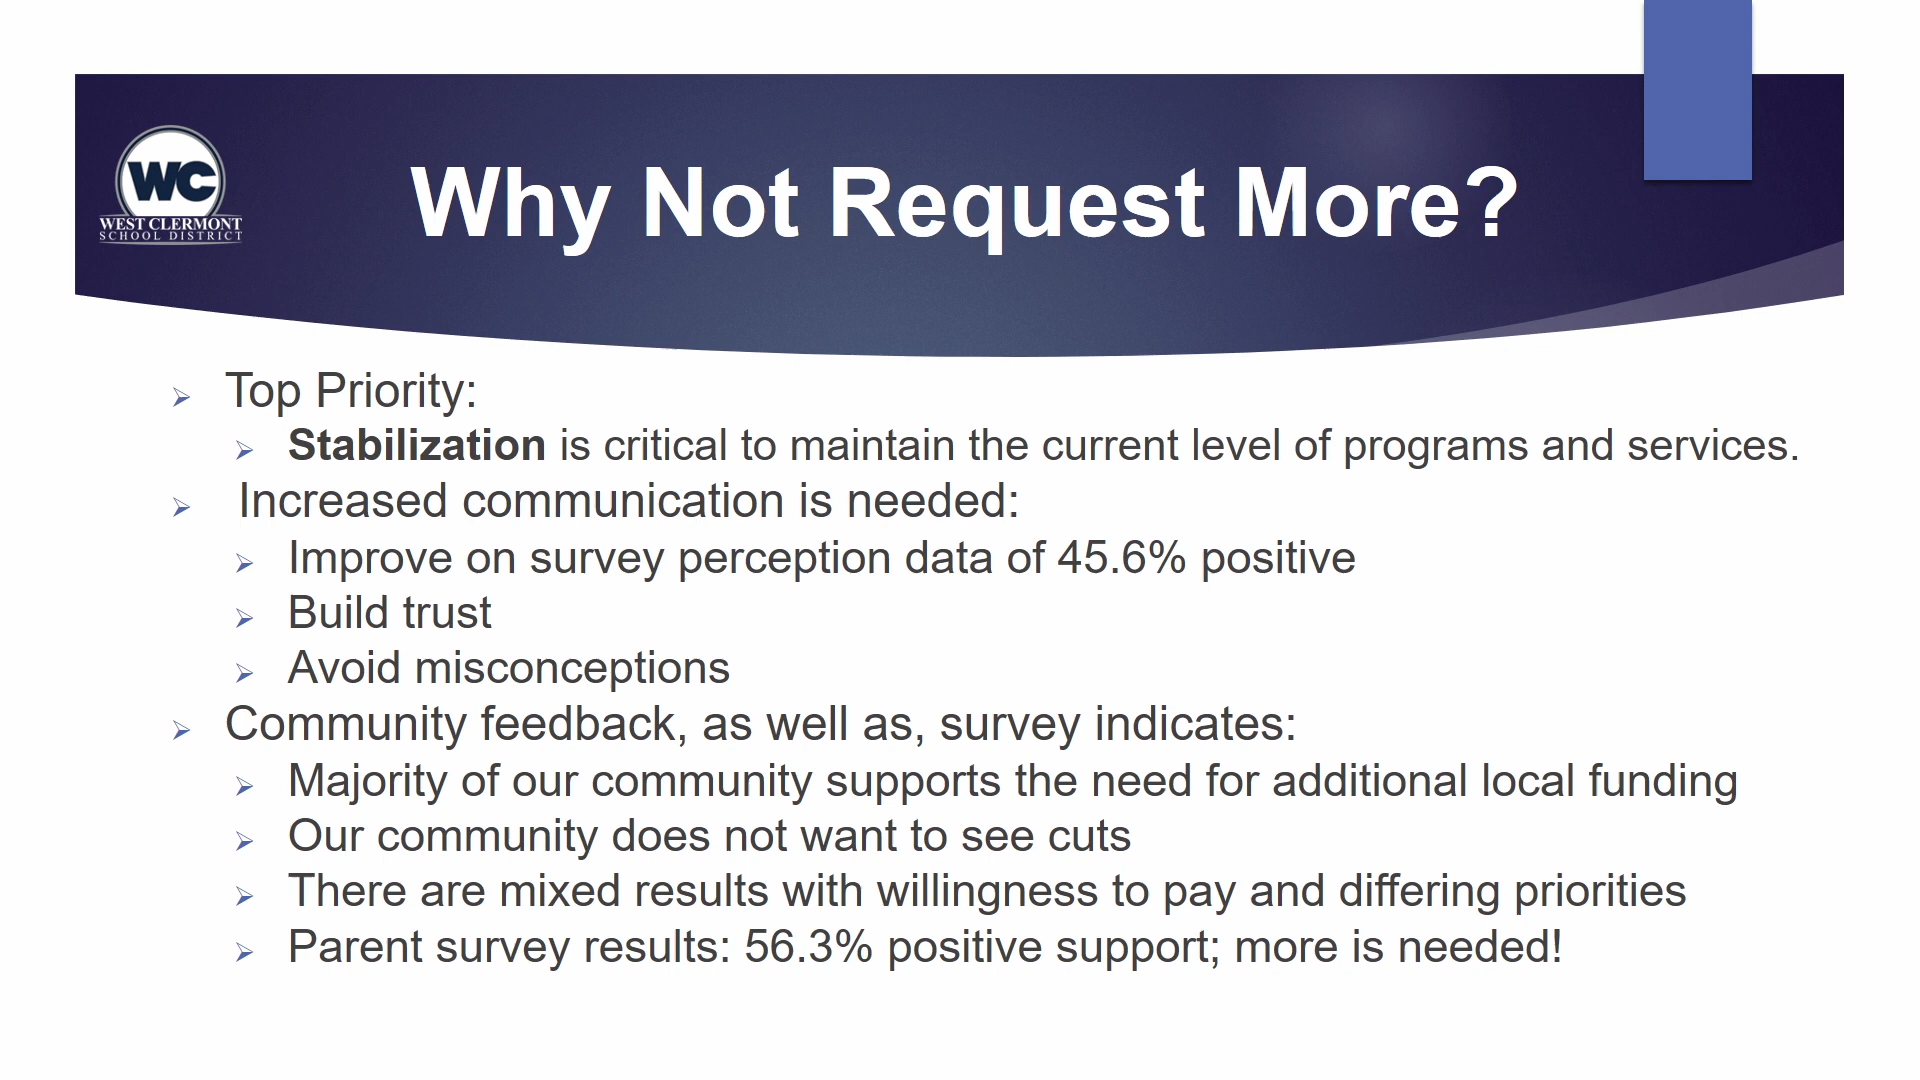 WC
WEST CLERMONT
SCHOOL DISTRICT
Why Not Request More?
Top Priority:
Stabilization is critical to maintain the current level of programs and services.
Increased communication is needed:
Improve on survey perception data of 45.6% positive
Build trust
Avoid misconceptions
Community feedback, as well as, survey indicates:
Majority of our community supports the need for additional local funding
Our community does not want to see cuts
There are mixed results with willingness to pay and differing priorities
Parent survey results: 56.3% positive support; more is needed!